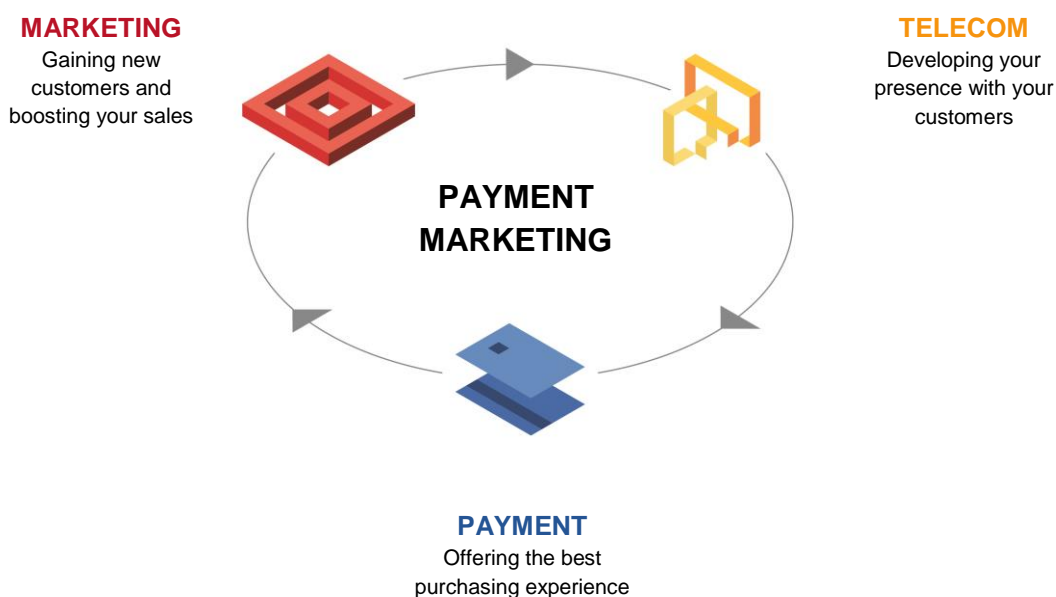 MARKETING
Gaining new
customers and
boosting your sales
TELECOM
Developing your
presence with your
customers
PAYMENT
MARKETING
PAYMENT
Offering the best
purchasing experience